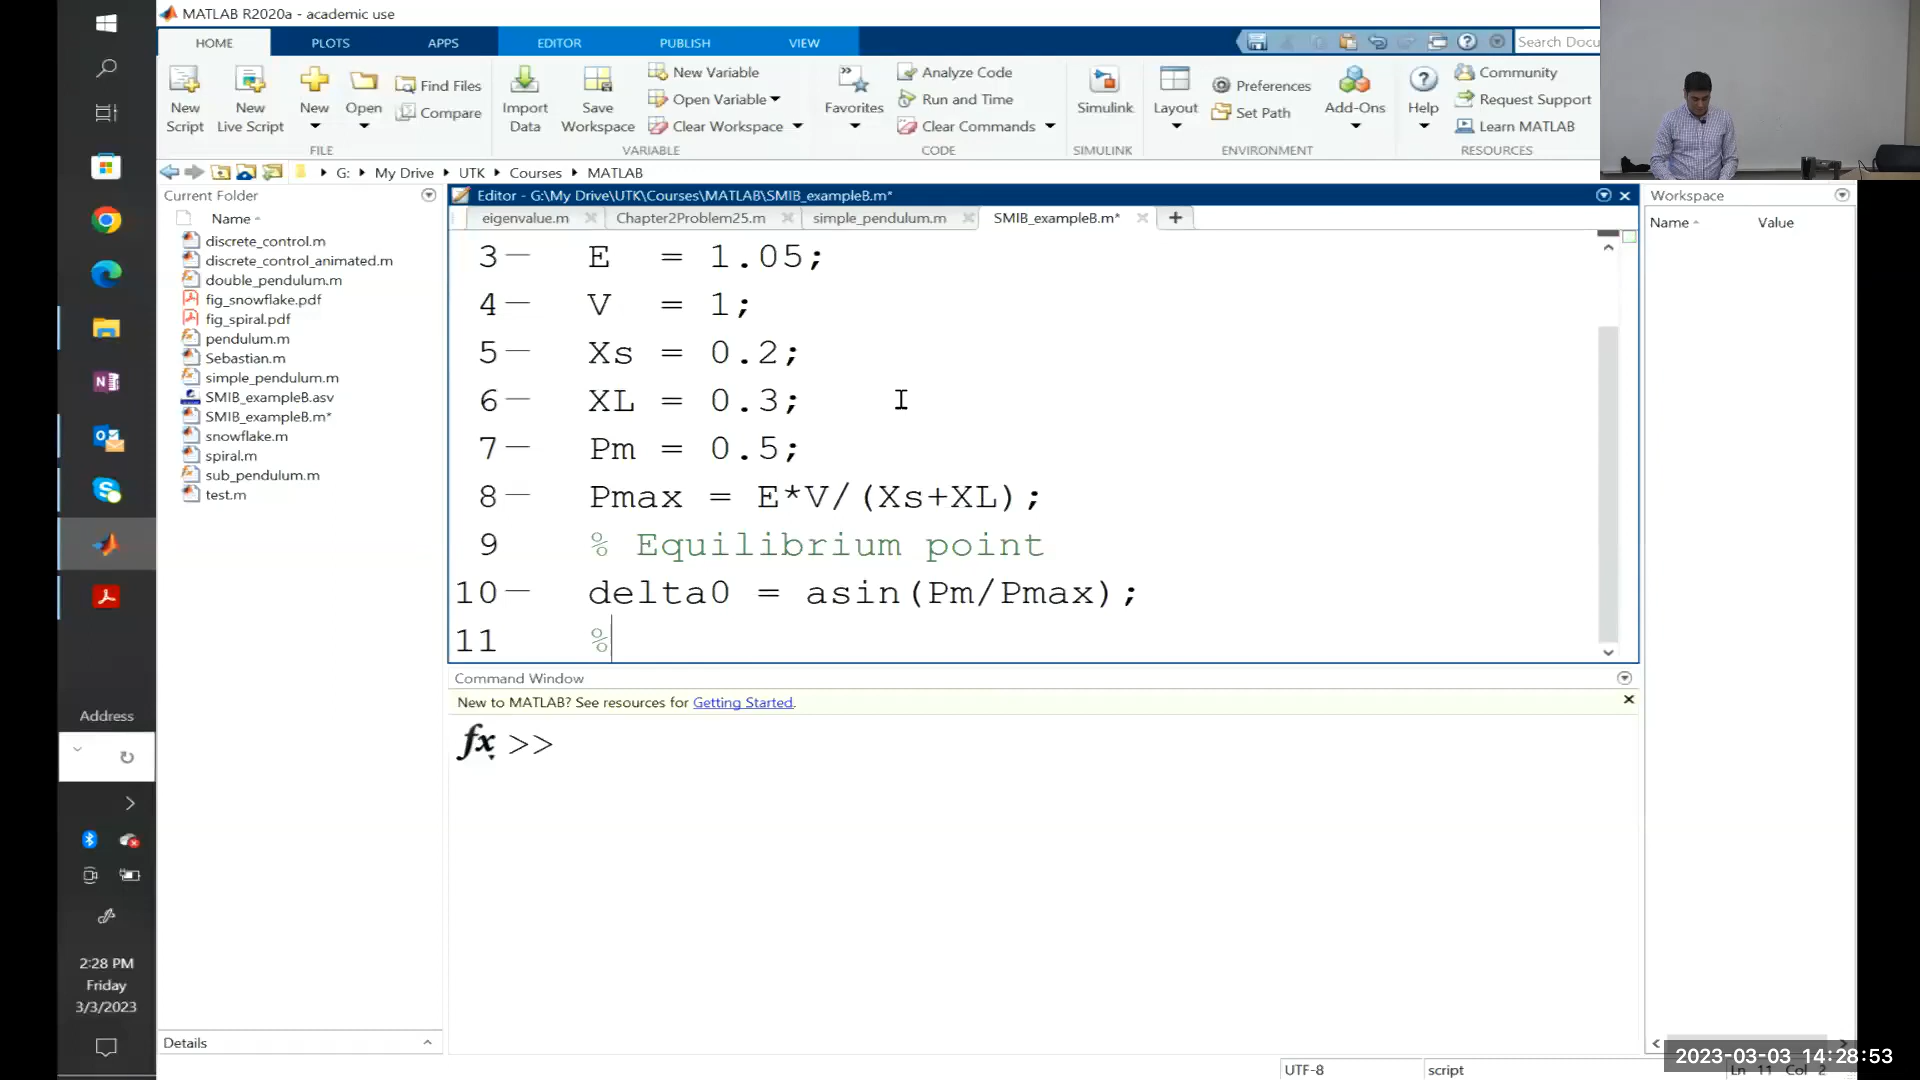 MATLAB R2020a - academic use
HOME PLOTS APPS EDITOR PUBLISH VIEW
Search Docu
New Script
New Live Script
New
Open
Find Files
Compare
Import Data
Save Workspace
New Variable
Open Variable
Clear Workspace
Favorites
Analyze Code
Run and Time
Clear Commands
Simulink
Layout
Preferences
Set Path
Add-Ons
Help
Community
Request Support
Learn MATLAB
FILE VARIABLE CODE SIMULINK ENVIRONMENT RESOURCES
G: My Drive UTK Courses MATLAB
Current Folder
Name
discrete_control.m
discrete_control_animated.m
double_pendulum.m
fig_snowflake.pdf
fig_spiral.pdf
pendulum.m
Sebastian.m
simple_pendulum.m
SMIB_exampleB.asv
SMIB_exampleB.m*
snowflake.m
spiral.m
sub_pendulum.m
test.m
Details
Editor - G:\My Drive\UTK\Courses\MATLAB\SMIB_exampleB.m*
eigenvalue.m Chapter2Problem25.m simple_pendulum.m SMIB_exampleB.m*
3 E = 1.05;
4 V = 1;
5 Xs = 0.2;
6 XL = 0.3;
7 Pm = 0.5;
8 Pmax = E*V/(Xs+XL);
9 % Equilibrium point
10 delta0 = asin(Pm/Pmax);
11 %
Command Window
New to MATLAB? See resources for Getting Started.
fx >>
Workspace
Name Value
Address
2:28 PM
Friday
3/3/2023
2023-03-03 14:28:53
UTF-8 script Ln 11 Col 2